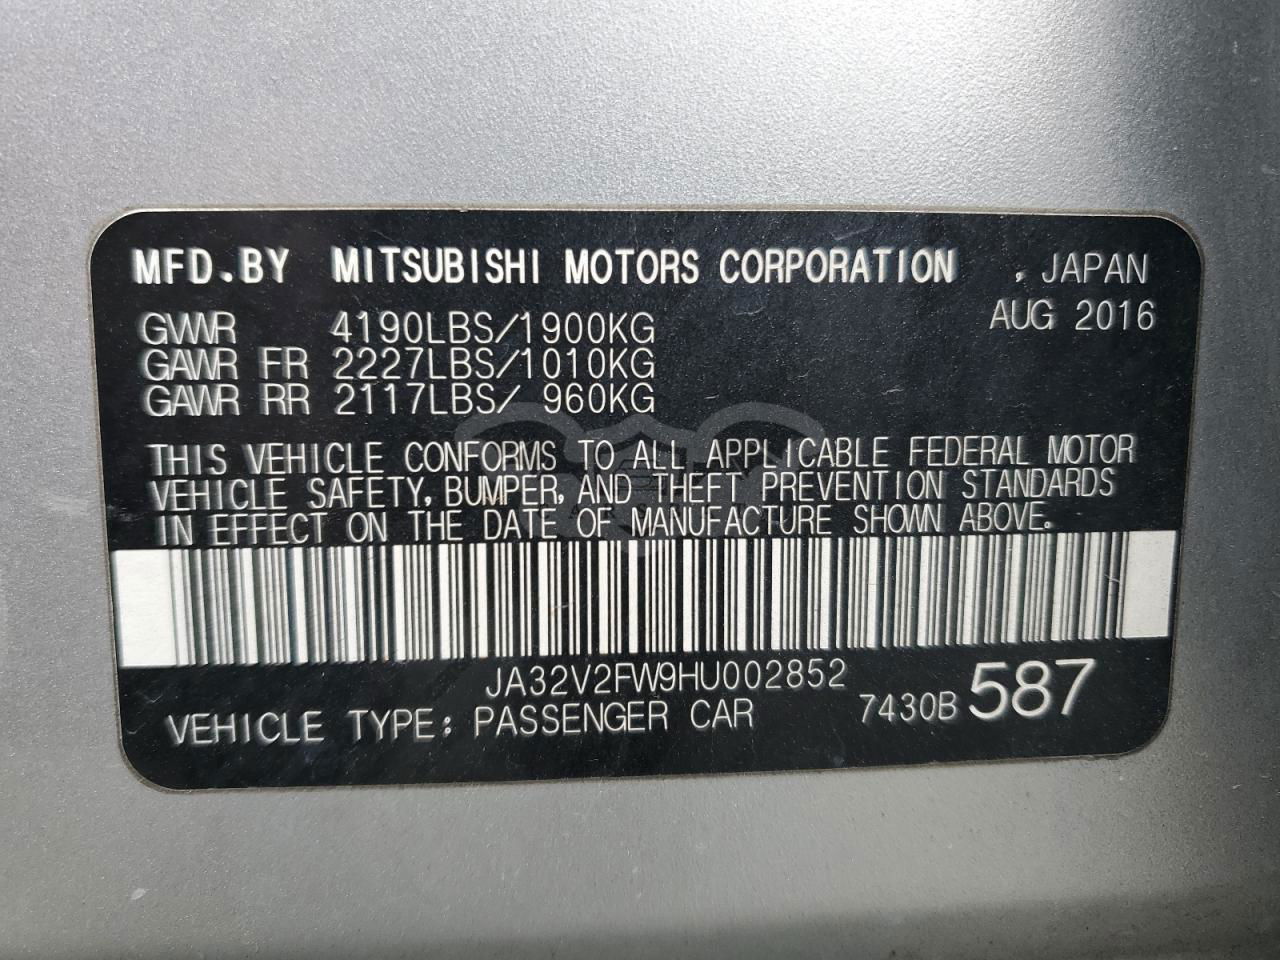 MFD.BY MITSUBISHI MOTORS CORPORATION , JAPAN
AUG 2016
GVWR 4190LBS/1900KG
GAWR FR 2227LBS/1010KG
GAWR RR 2117LBS/ 960KG
THIS VEHICLE CONFORMS TO ALL APPLICABLE FEDERAL MOTOR
VEHICLE SAFETY, BUMPER, AND THEFT PREVENTION STANDARDS
IN EFFECT ON THE DATE OF MANUFACTURE SHOWN ABOVE.
JA32V2FW9HU002852
VEHICLE TYPE: PASSENGER CAR 7430B 587